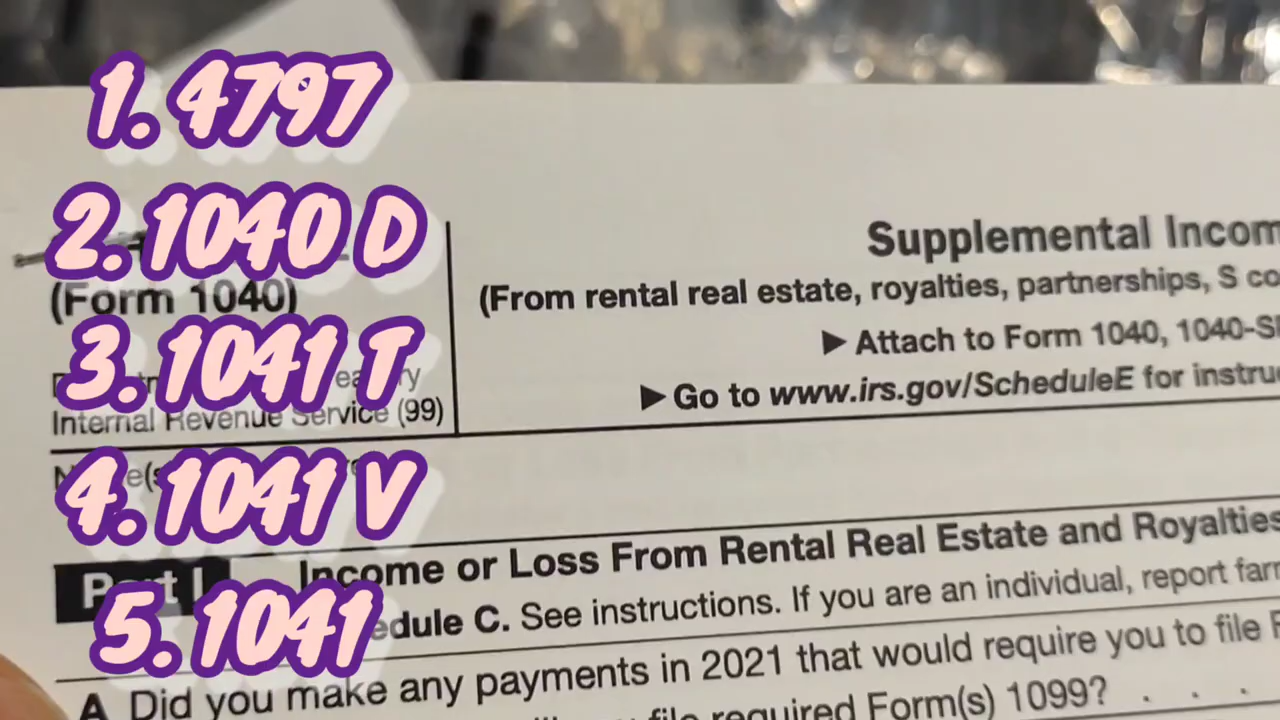 1. 4797
2. 1040 D
(Form 1040)
3. 1041 T
Internal Revenue Service (99)
4. 1041 V
5. 1041
Supplemental Incom
(From rental real estate, royalties, partnerships, S co
▶ Attach to Form 1040, 1040-S
▶ Go to www.irs.gov/ScheduleE for instru
Part I Income or Loss From Rental Real Estate and Royalties
edule C. See instructions. If you are an individual, report farm
A Did you make any payments in 2021 that would require you to file F
file required Form(s) 1099? . . .